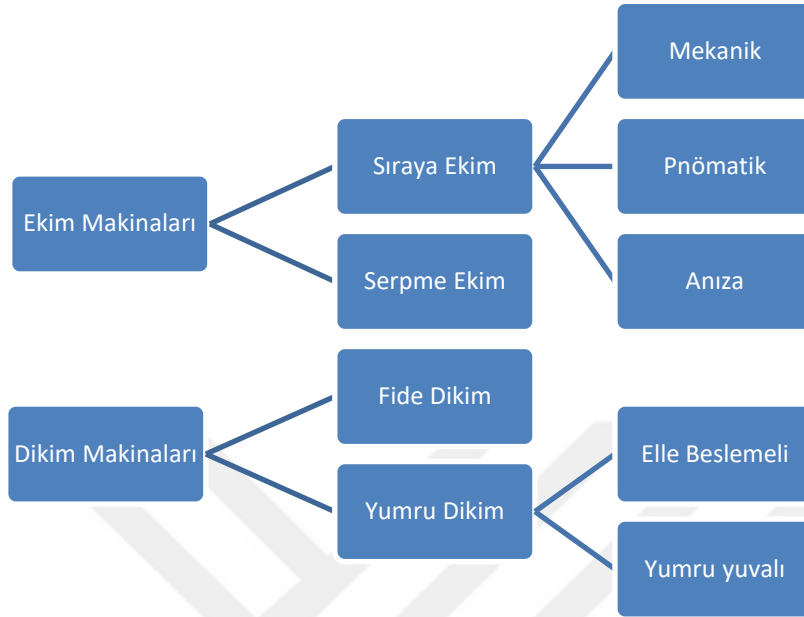 Ekim Makinaları
Sıraya Ekim
Mekanik
Pnömatik
Anıza
Serpme Ekim
Dikim Makinaları
Fide Dikim
Yumru Dikim
Elle Beslemeli
Yumru yuvalı